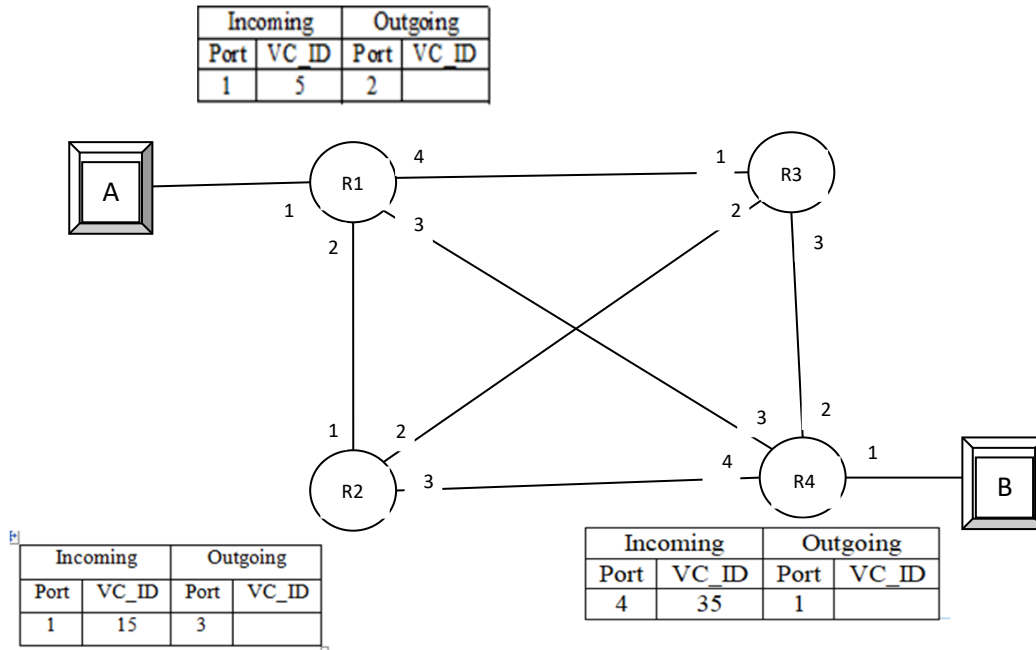 Incoming Outgoing
Port VC_ID Port VC_ID
1 5 2
4 1
A R1 R3
1 3 2
2 3
1 2 3 2
R2 3 4 R4 1 B
Incoming Outgoing
Port VC_ID Port VC_ID
4 35 1
Incoming Outgoing
Port VC_ID Port VC_ID
1 15 3